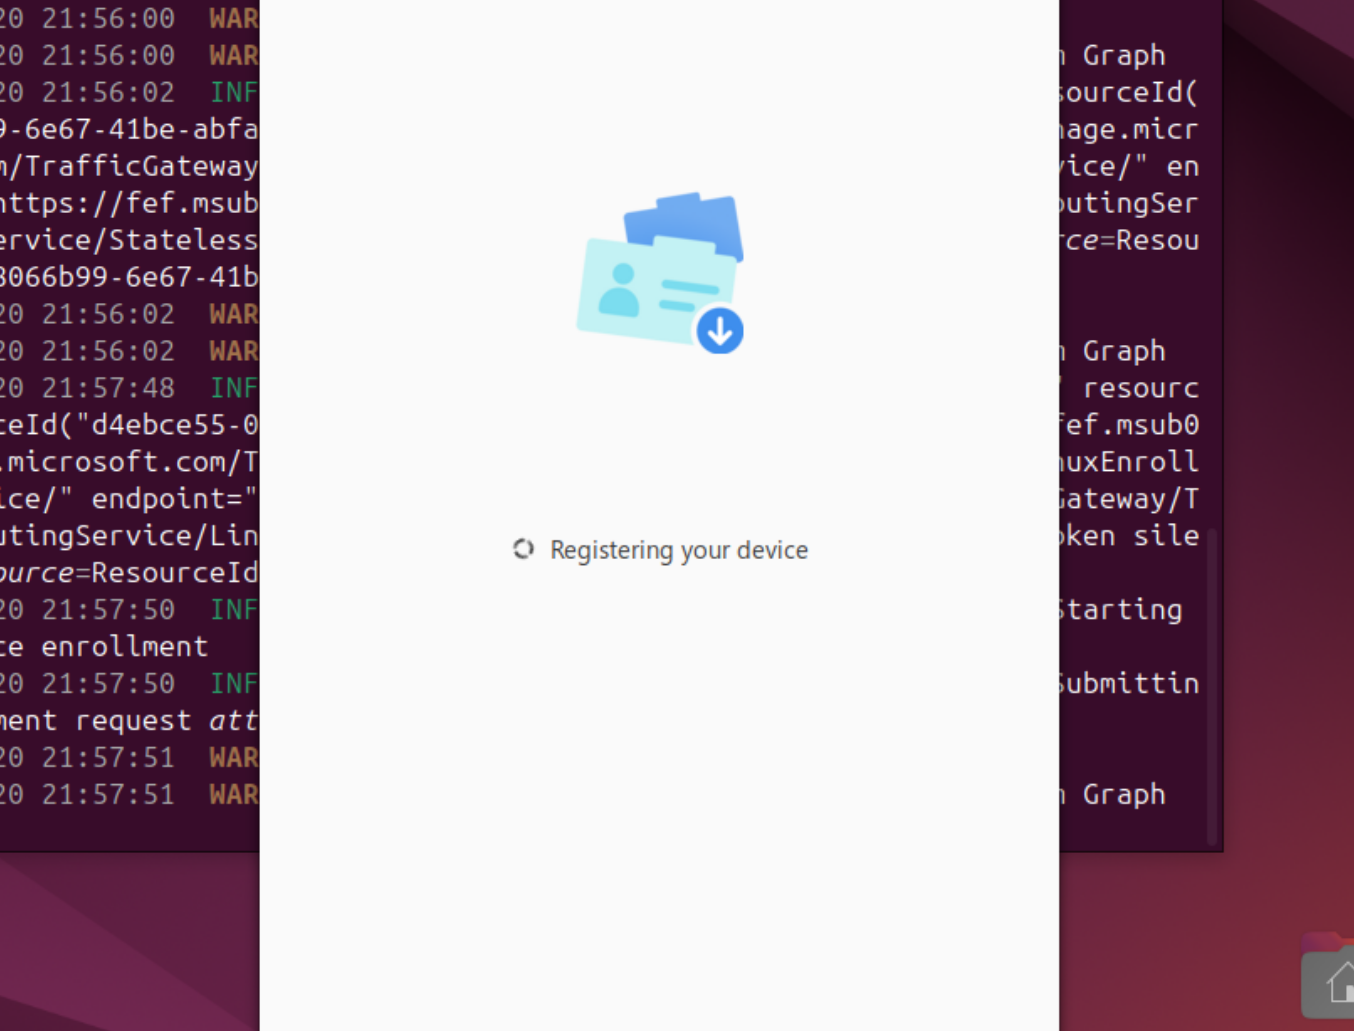 20 21:56:00 WAR
20 21:56:00 WAR Graph
20 21:56:02 INF sourceId(
9-6e67-41be-abfa nage.micr
m/TrafficGateway vice/" en
https://fef.msub outingSer
ervice/Stateless rce=Resou
8066b99-6e67-41b
20 21:56:02 WAR
20 21:56:02 WAR Graph
20 21:57:48 INF resourc
ceId("d4ebce55-0 fef.msub0
.microsoft.com/T nuxEnroll
ice/" endpoint=" Gateway/T
utingService/Lin oken sile
ource=ResourceId
20 21:57:50 INF Starting
ce enrollment
20 21:57:50 INF Submittin
ment request att
20 21:57:51 WAR
20 21:57:51 WAR Graph
Registering your device